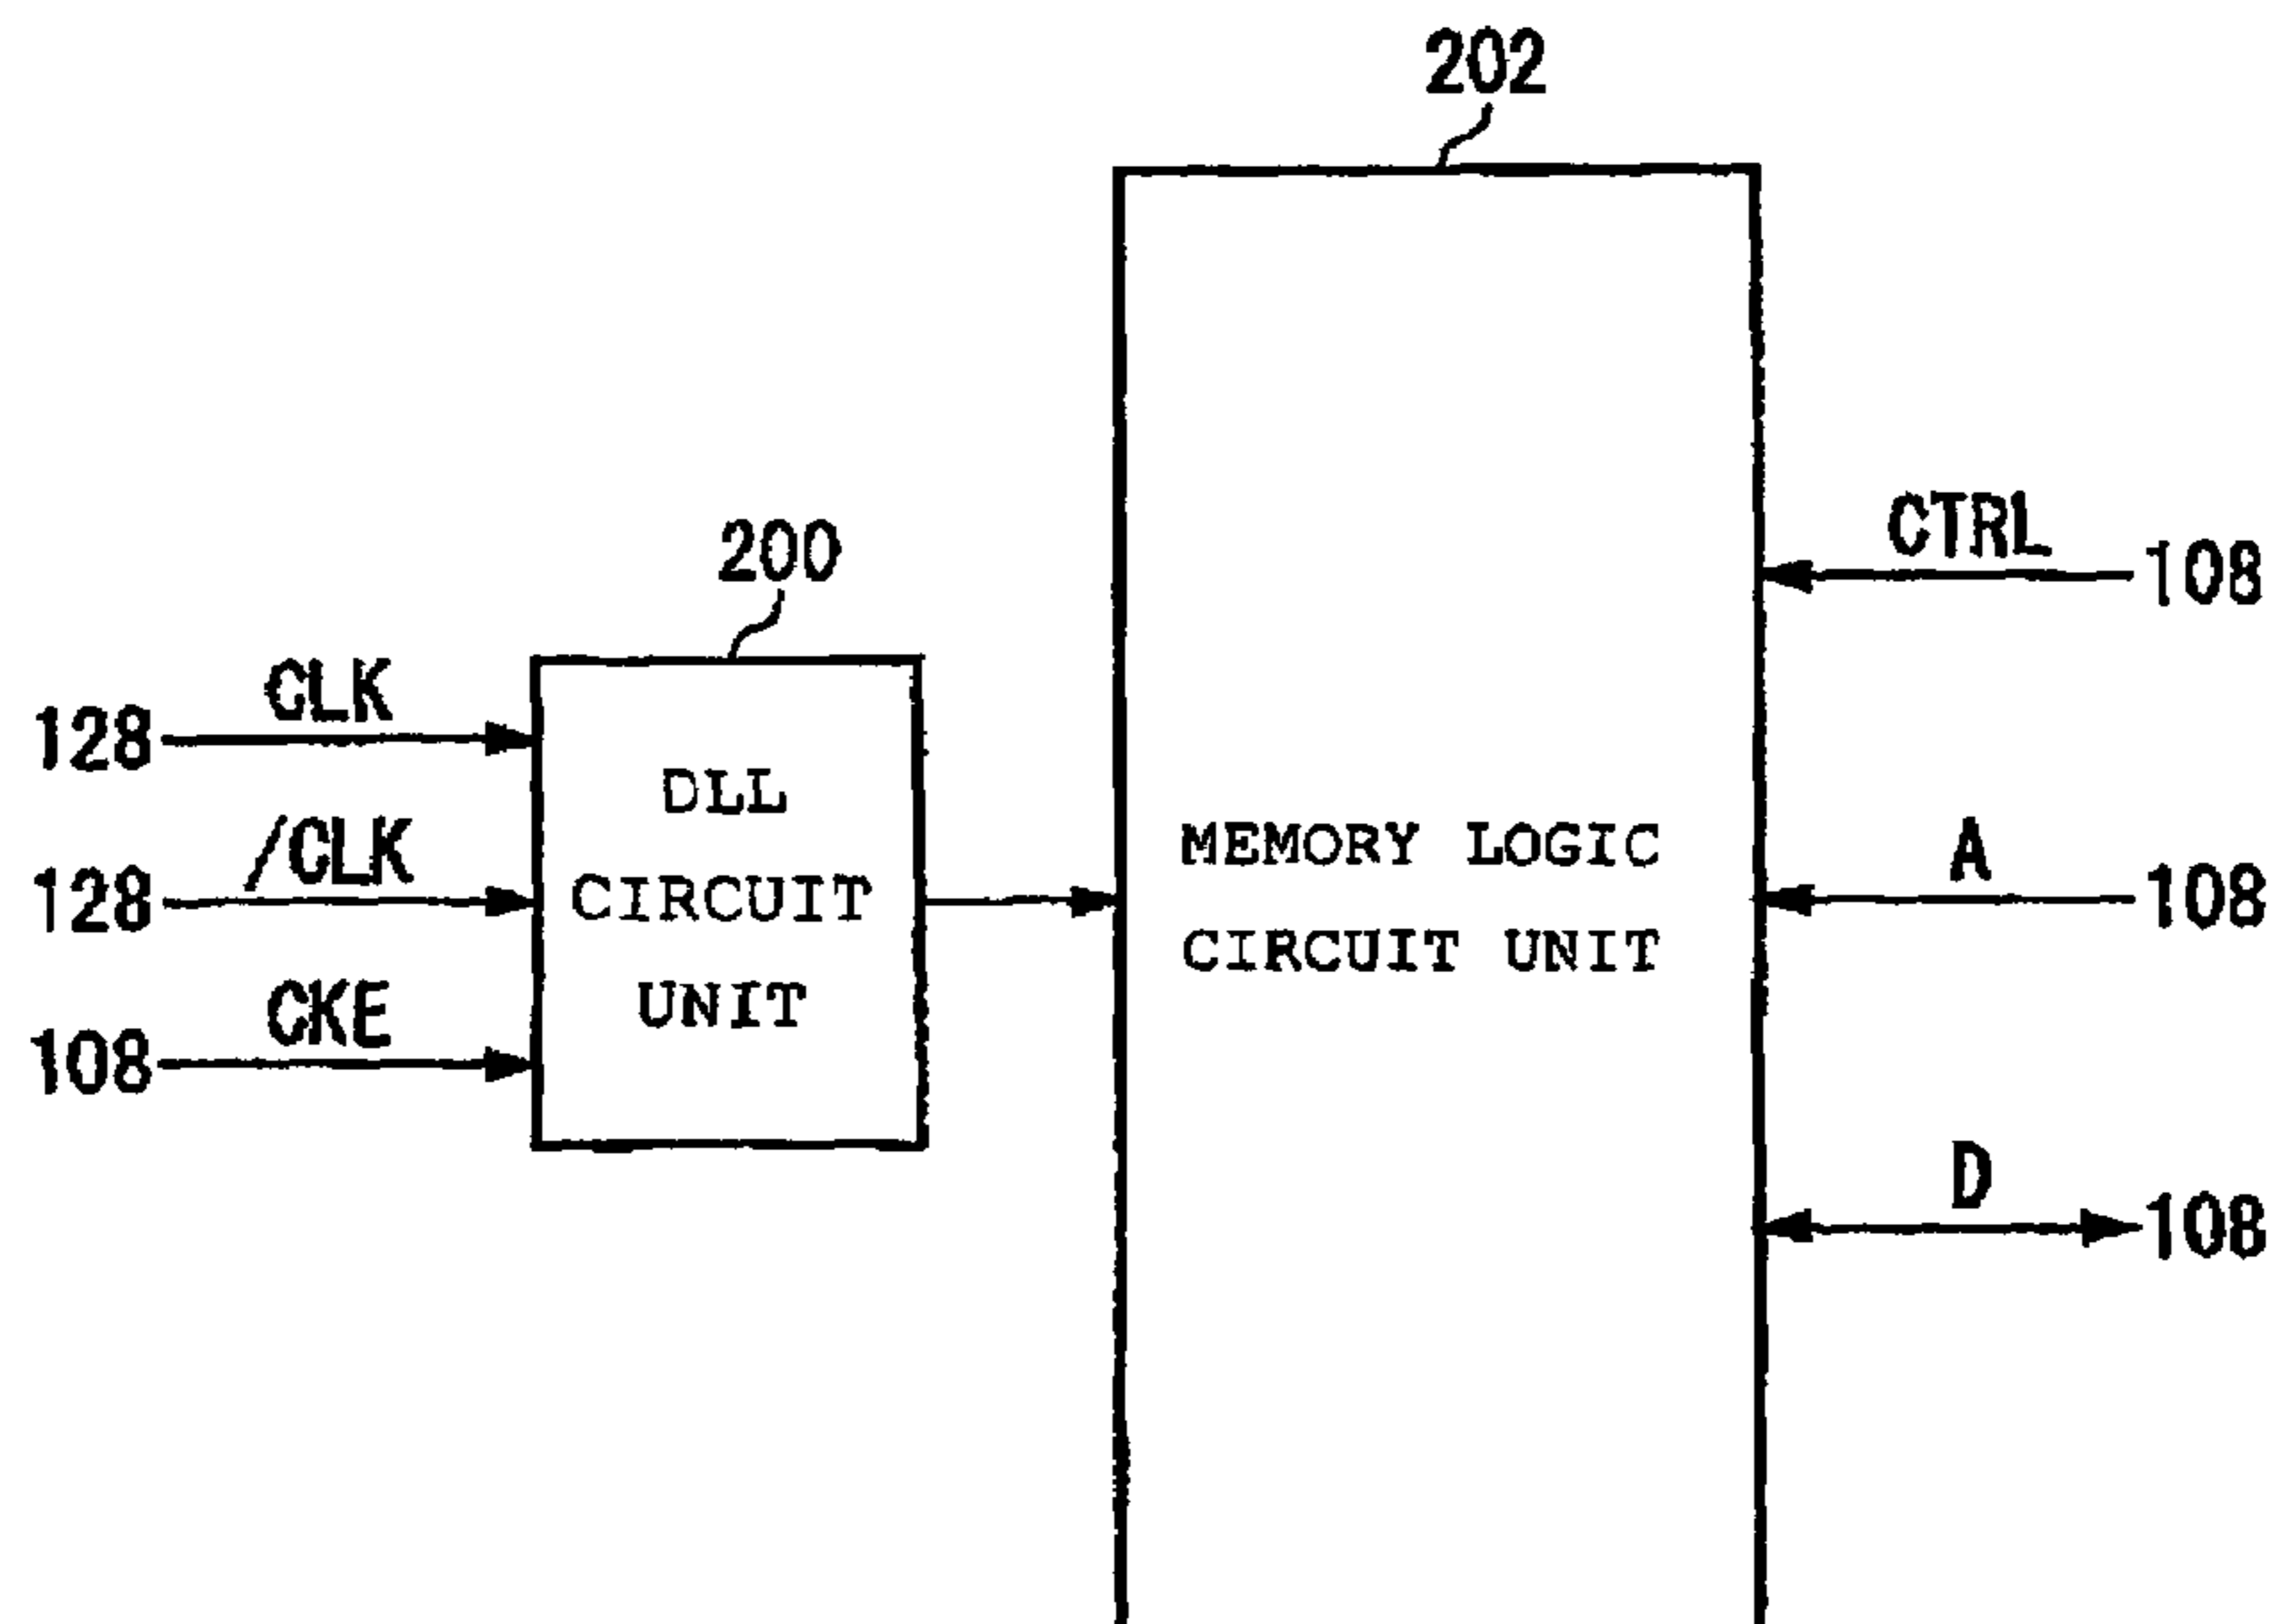 202
200
CTRL
108
CLK
128
DLL
CIRCUIT
UNIT
/CLK
128
MEMORY LOGIC
CIRCUIT UNIT
A
108
CKE
108
D
108